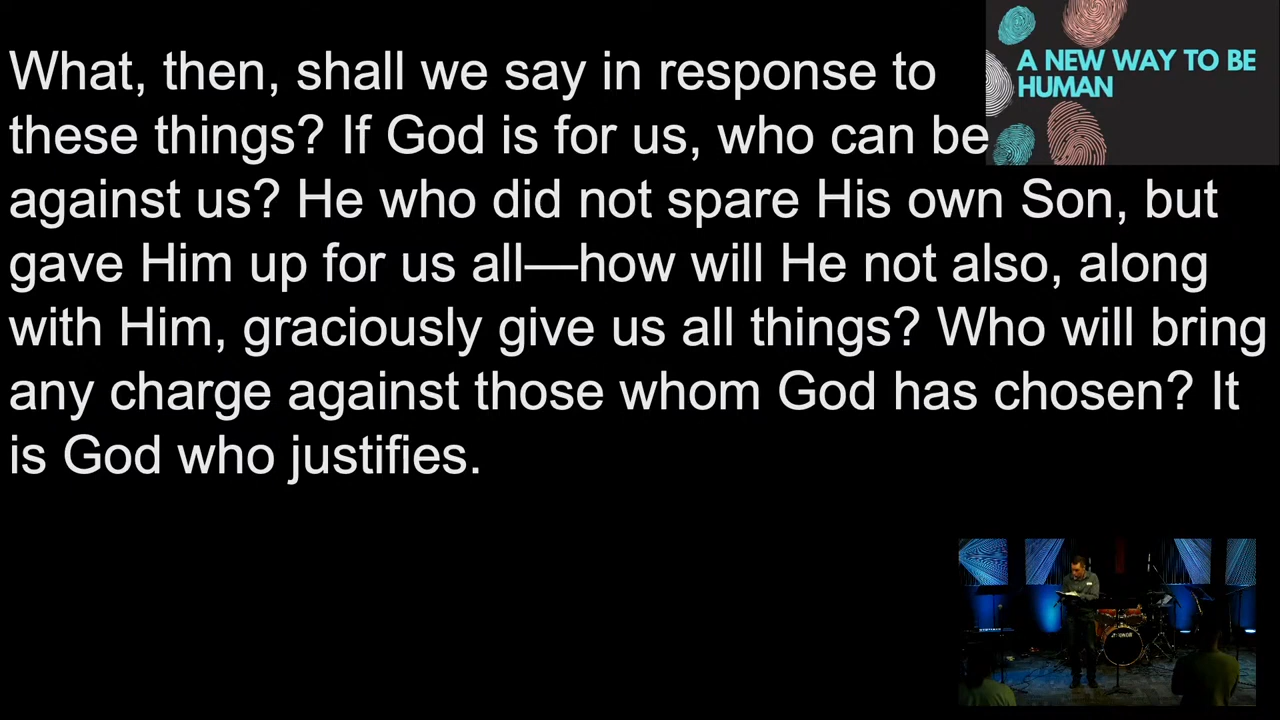 What, then, shall we say in response to
these things? If God is for us, who can be
against us? He who did not spare His own Son, but
gave Him up for us all—how will He not also, along
with Him, graciously give us all things? Who will bring
any charge against those whom God has chosen? It
is God who justifies.
A NEW WAY TO BE
HUMAN